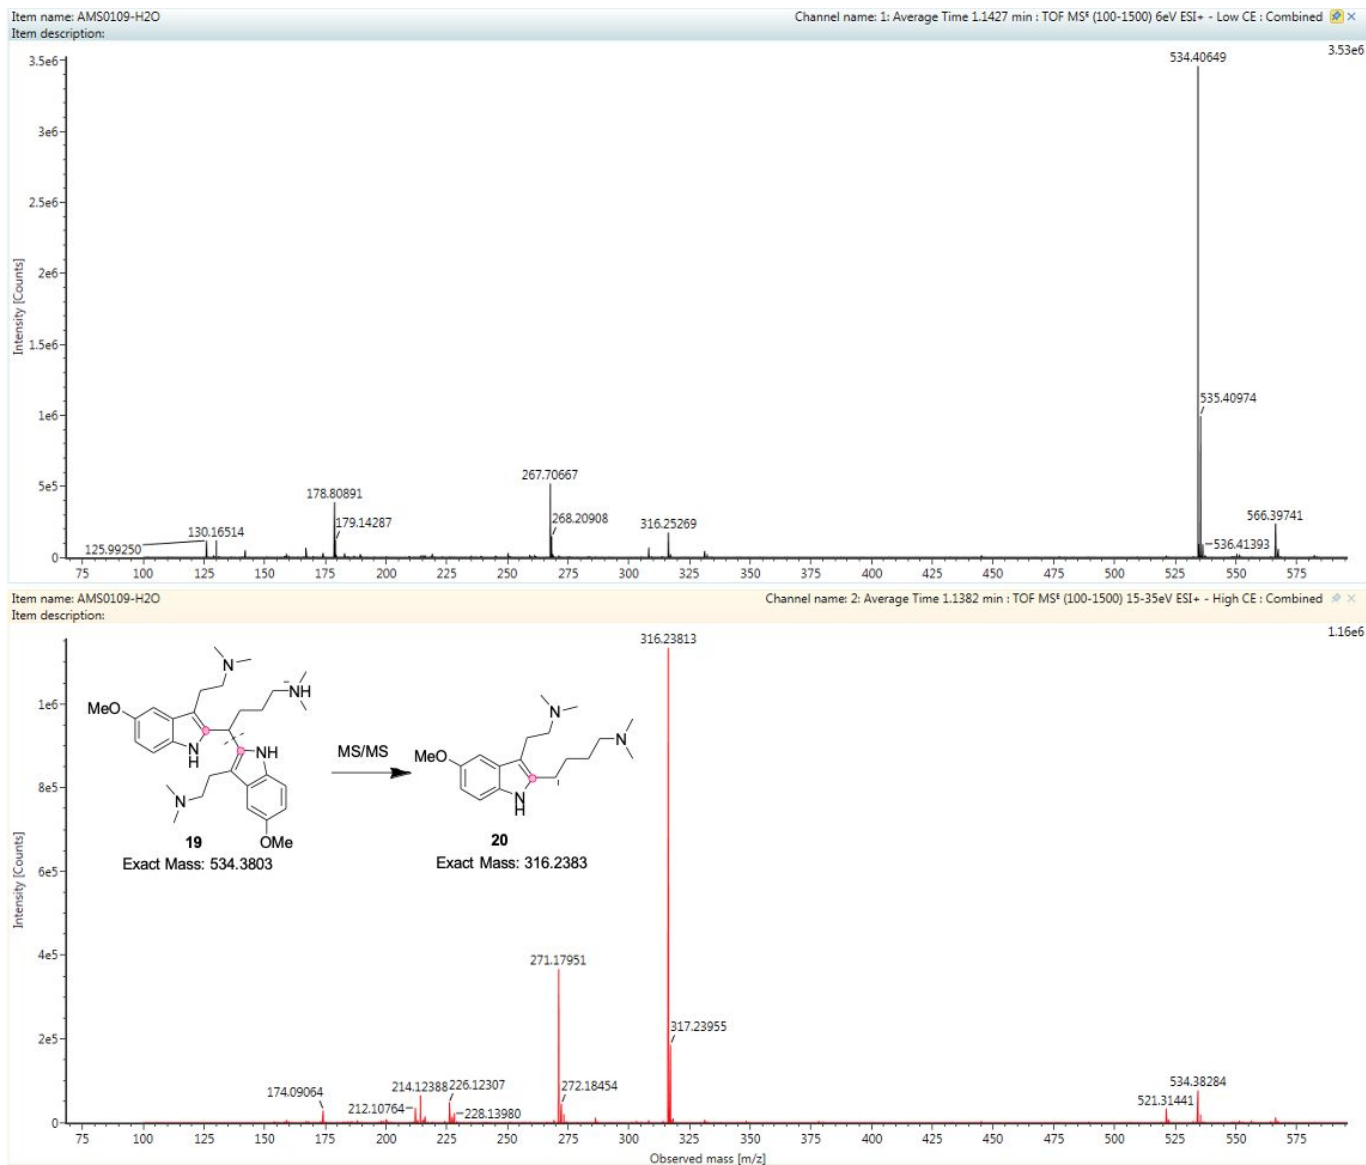 Item name: AMS0109-H2O
Channel name: 1: Average Time 1.1427 min : TOF MSᴱ (100-1500) 6eV ESI+ - Low CE : Combined
Item description:
3.53e6
3.5e6
3e6
2.5e6
2e6
1.5e6
1e6
5e5
0
Intensity [Counts]
534.40649
535.40974
536.41393
566.39741
267.70667
268.20908
178.80891
179.14287
130.16514
125.99250
316.25269
75 100 125 150 175 200 225 250 275 300 325 350 375 400 425 450 475 500 525 550 575
Item name: AMS0109-H2O
Channel name: 2: Average Time 1.1382 min : TOF MSᴱ (100-1500) 15-35eV ESI+ - High CE : Combined
Item description:
1.16e6
1e6
8e5
6e5
4e5
2e5
0
Intensity [Counts]
316.23813
317.23955
271.17951
272.18454
174.09064
214.12388
226.12307
212.10764
228.13980
534.38284
521.31441
N
NH
MeO
N
H
NH
N
OMe
19
Exact Mass: 534.3803
MS/MS
N
N
MeO
N
H
20
Exact Mass: 316.2383
75 100 125 150 175 200 225 250 275 300 325 350 375 400 425 450 475 500 525 550 575
Observed mass [m/z]